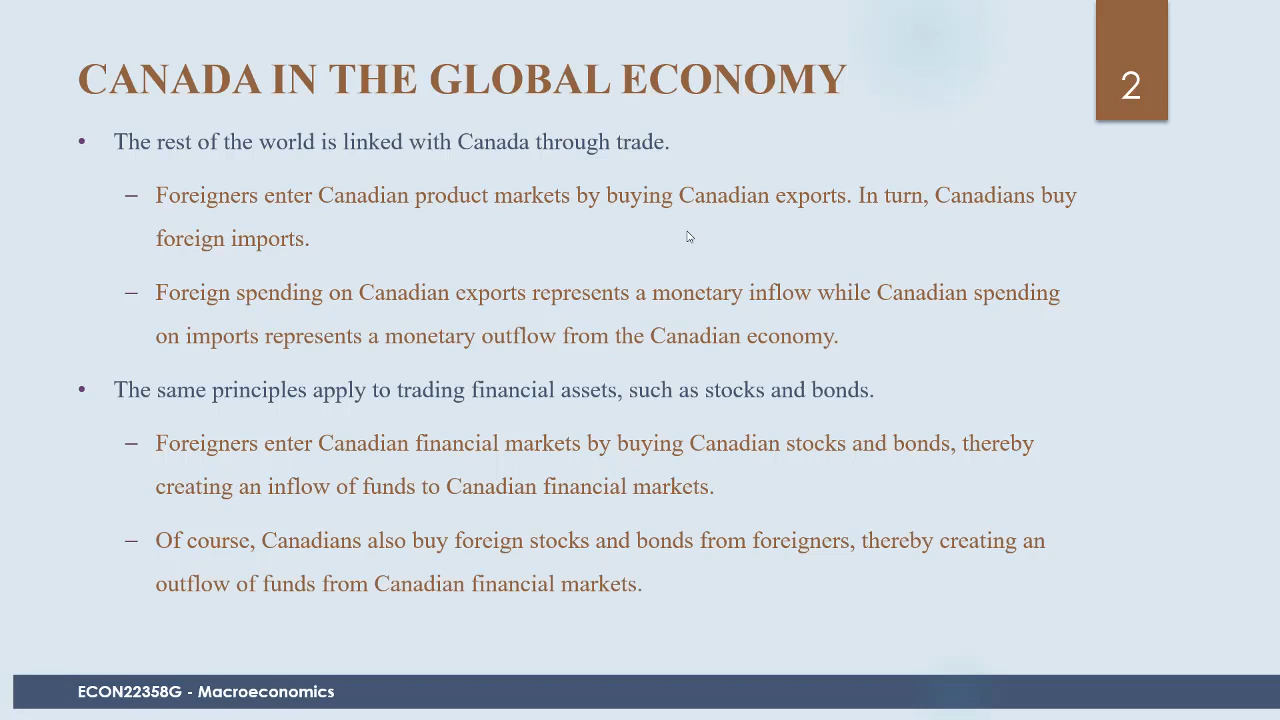 CANADA IN THE GLOBAL ECONOMY
2
• The rest of the world is linked with Canada through trade.
– Foreigners enter Canadian product markets by buying Canadian exports. In turn, Canadians buy
foreign imports.
– Foreign spending on Canadian exports represents a monetary inflow while Canadian spending
on imports represents a monetary outflow from the Canadian economy.
• The same principles apply to trading financial assets, such as stocks and bonds.
– Foreigners enter Canadian financial markets by buying Canadian stocks and bonds, thereby
creating an inflow of funds to Canadian financial markets.
– Of course, Canadians also buy foreign stocks and bonds from foreigners, thereby creating an
outflow of funds from Canadian financial markets.
ECON22358G - Macroeconomics